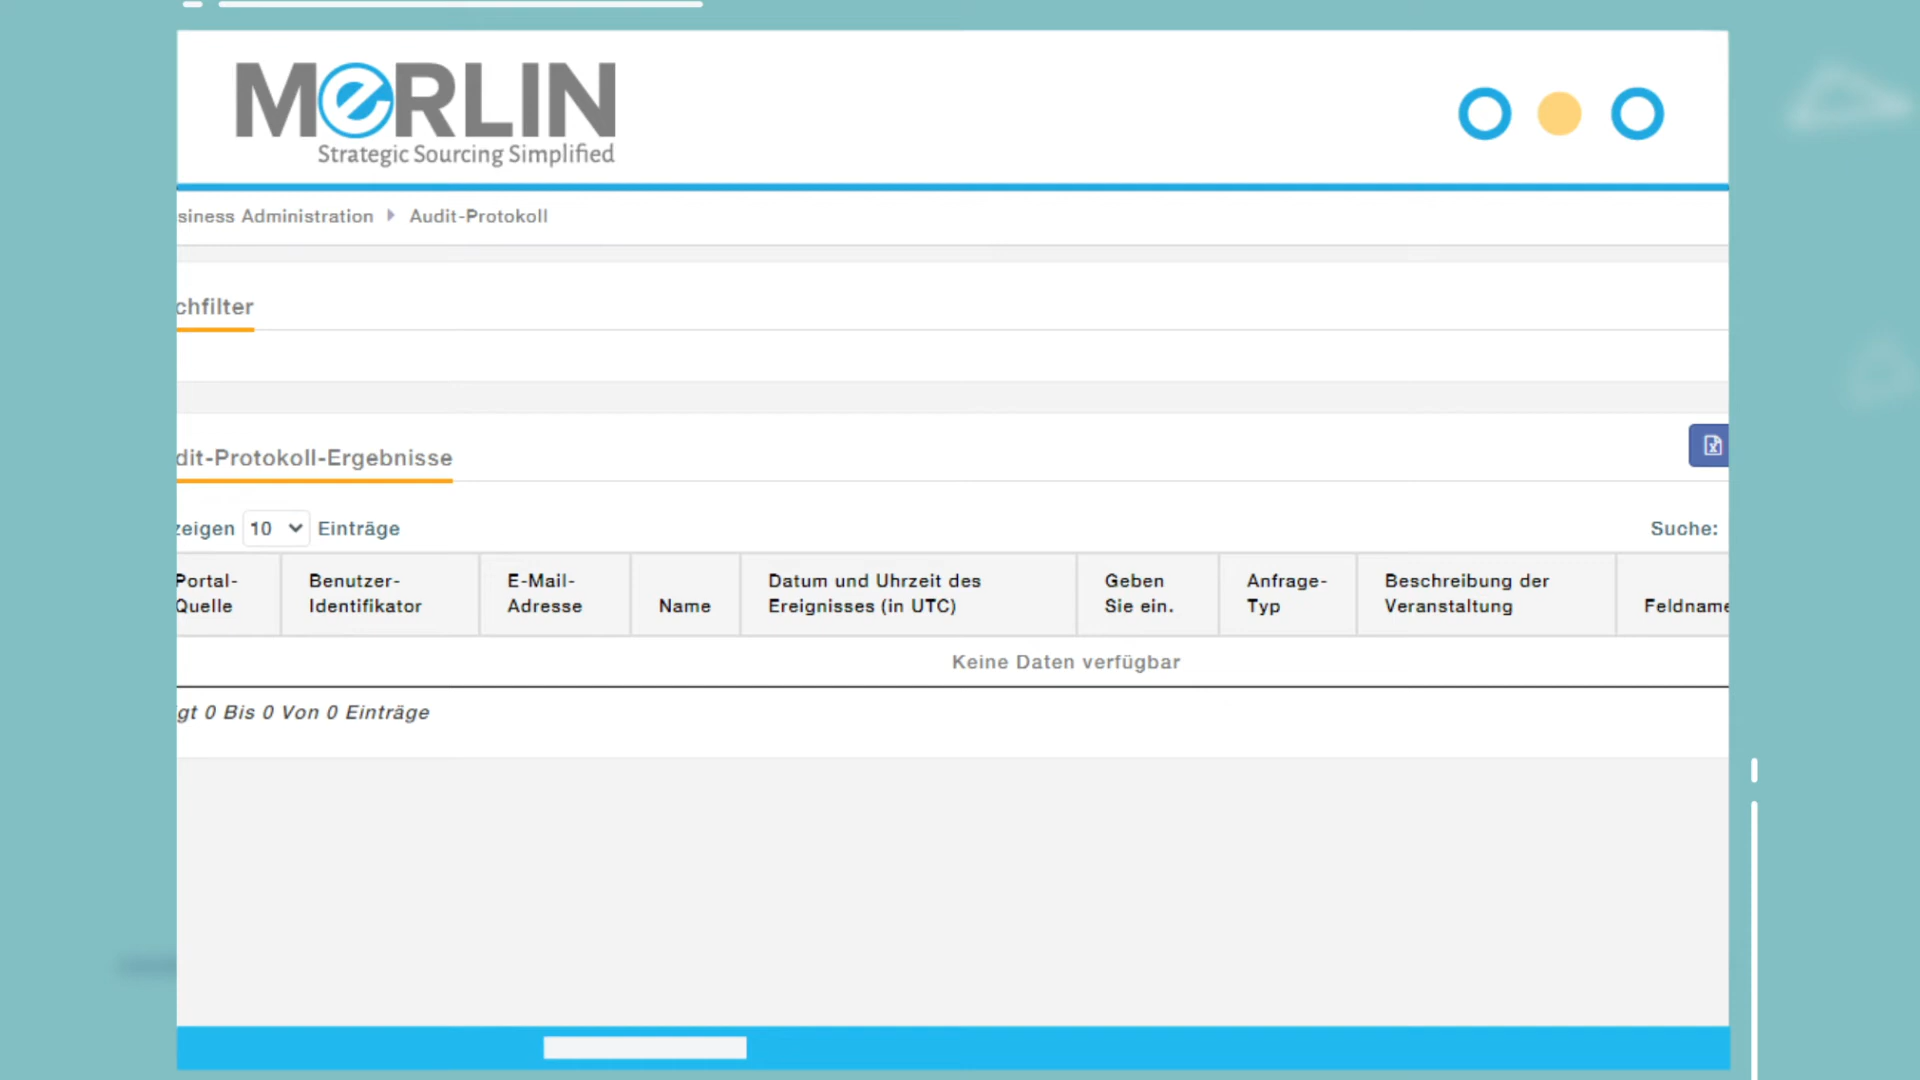 MeRLIN
Strategic Sourcing Simplified
siness Administration Audit-Protokoll
chfilter
dit-Protokoll-Ergebnisse
zeigen 10 Einträge Suche:
Portal-Quelle Benutzer-Identifikator E-Mail-Adresse Name Datum und Uhrzeit des Ereignisses (in UTC) Geben Sie ein. Anfrage-Typ Beschreibung der Veranstaltung Feldname
Keine Daten verfügbar
igt 0 Bis 0 Von 0 Einträge